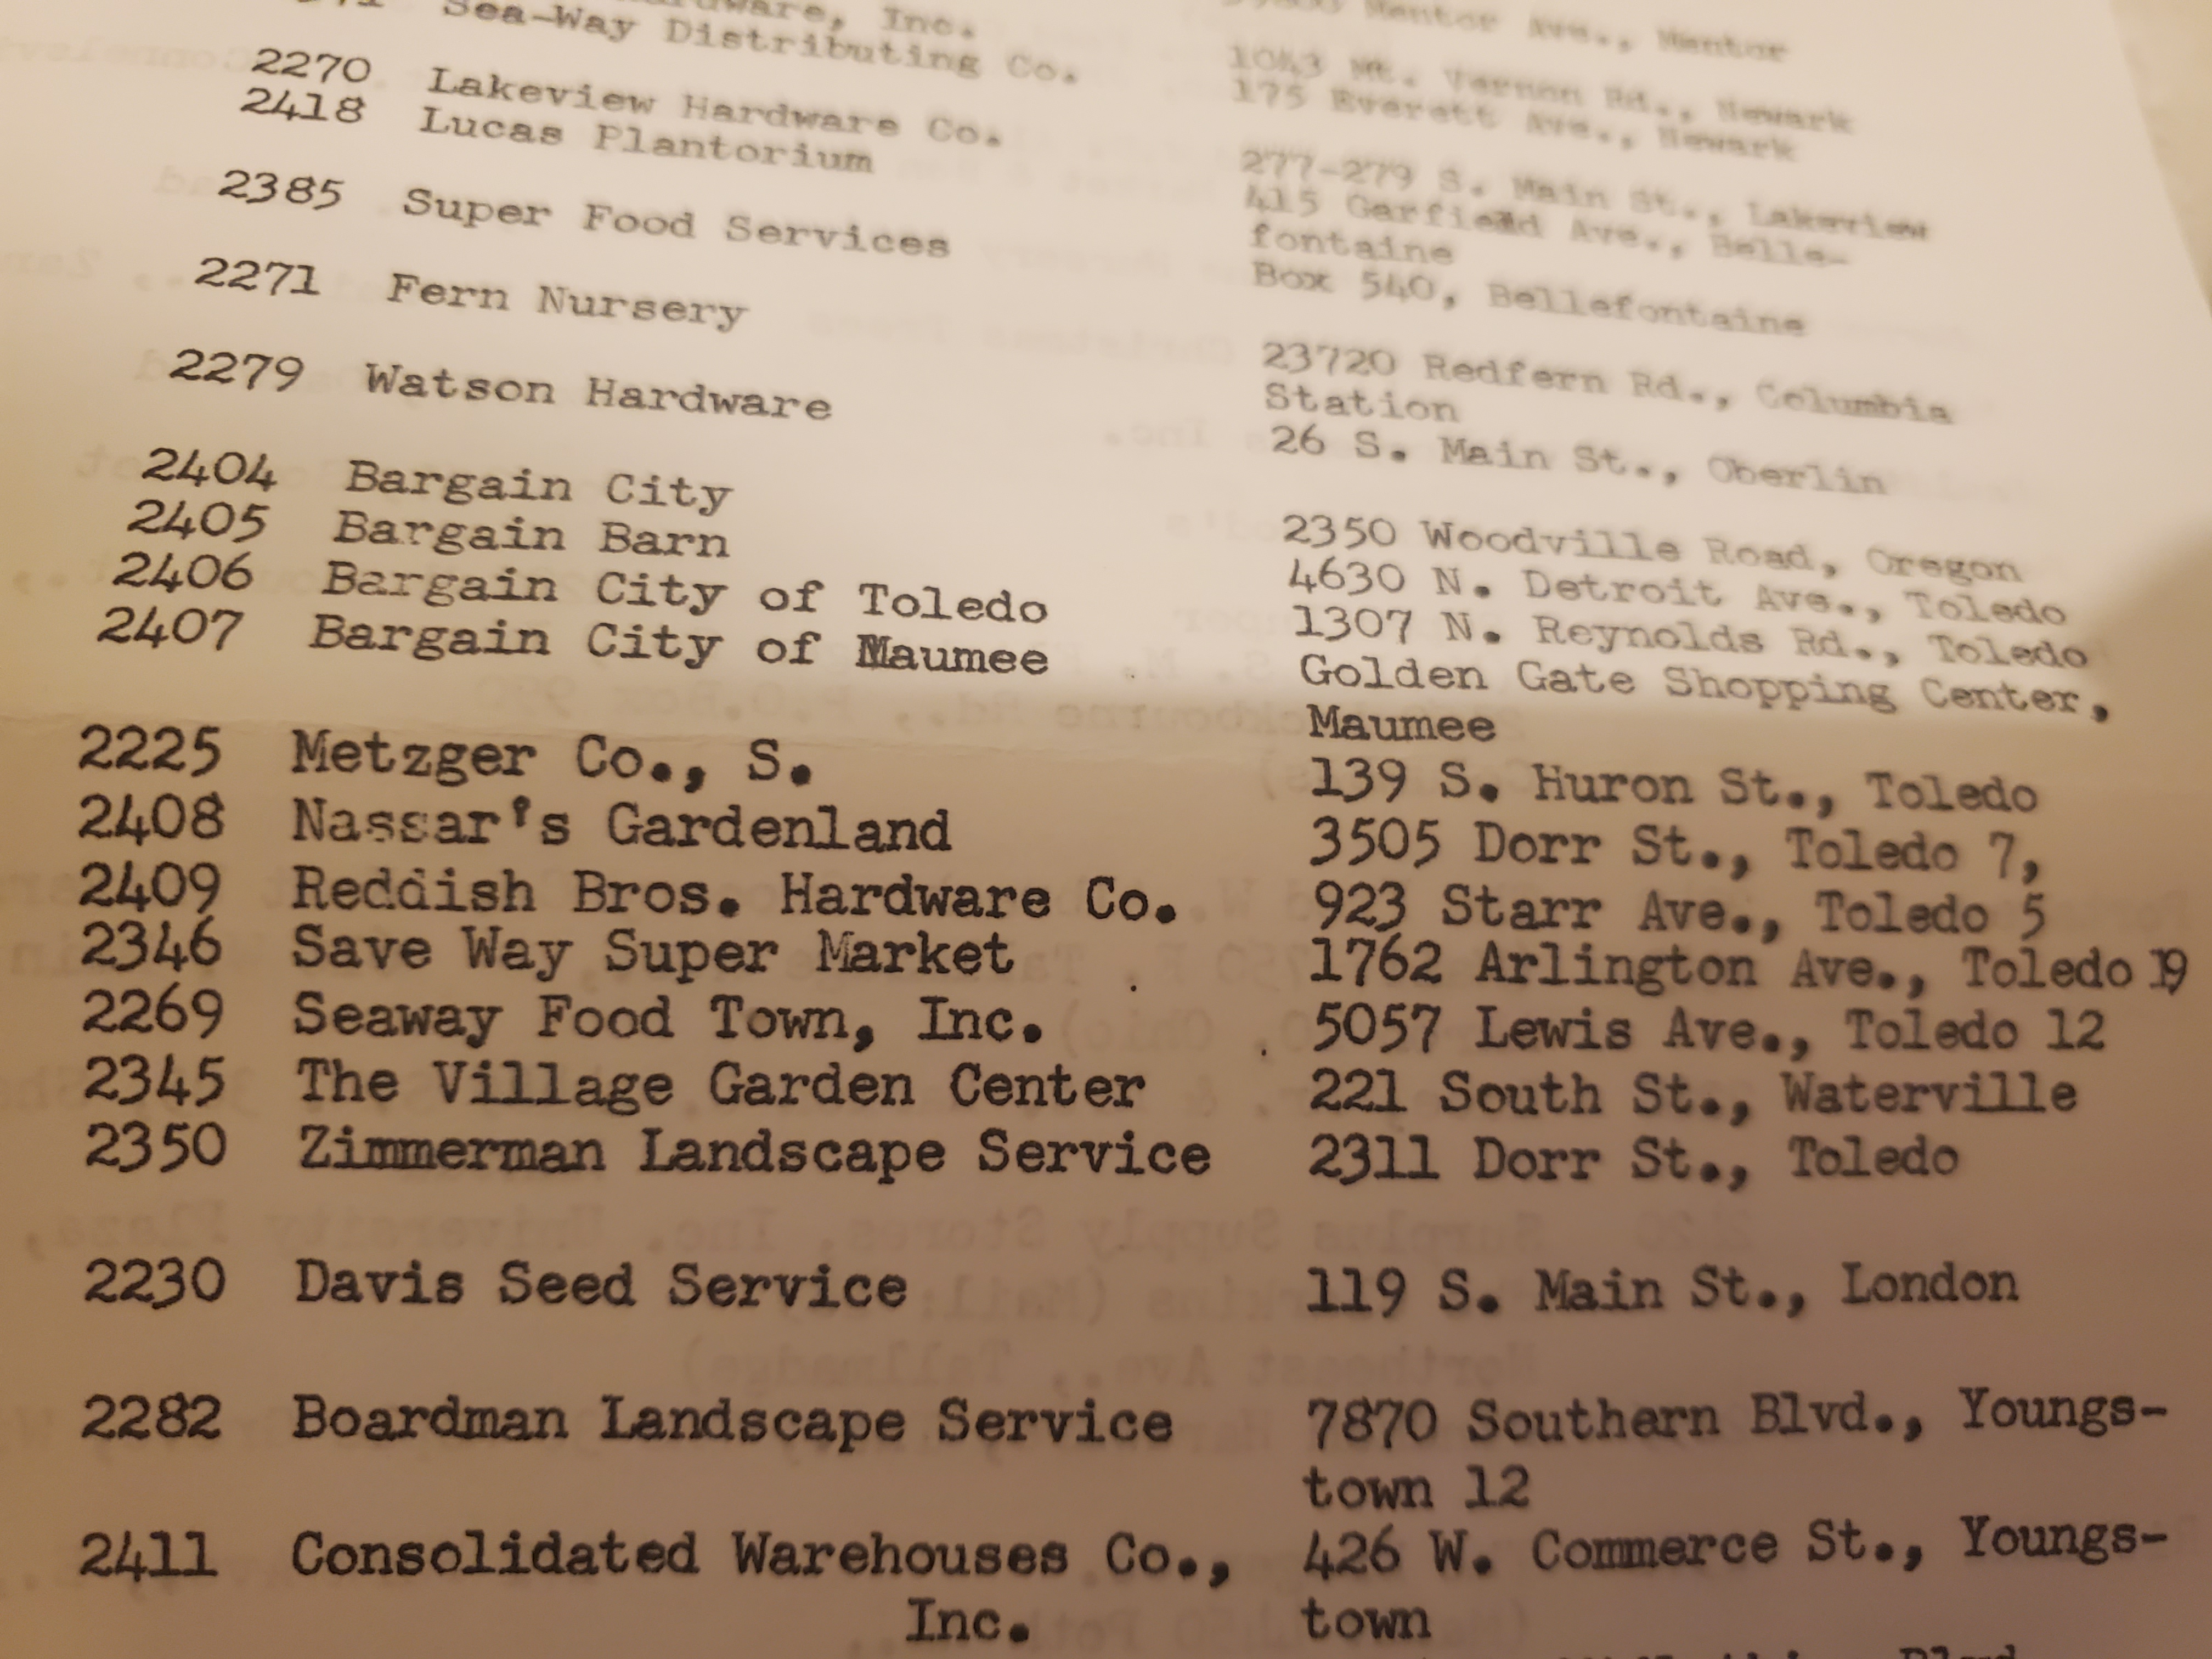 Sea-Way Distributing Co. Mentor Ave., Mentor
1043 Mt. Vernon Rd., Newark
175 Everett Ave., Newark
2270 Lakeview Hardware Co. 277-279 S. Main St., Lakeview
2418 Lucas Plantorium 415 Garfield Ave., Belle-
fontaine
2385 Super Food Services Box 540, Bellefontaine
2271 Fern Nursery 23720 Redfern Rd., Columbia
Station
2279 Watson Hardware 26 S. Main St., Oberlin
2404 Bargain City 2350 Woodville Road, Oregon
2405 Bargain Barn 4630 N. Detroit Ave., Toledo
2406 Bargain City of Toledo 1307 N. Reynolds Rd., Toledo
2407 Bargain City of Maumee Golden Gate Shopping Center,
Maumee
2225 Metzger Co., S. 139 S. Huron St., Toledo
2408 Nassar's Gardenland 3505 Dorr St., Toledo 7,
2409 Reddish Bros. Hardware Co. 923 Starr Ave., Toledo 5
2346 Save Way Super Market 1762 Arlington Ave., Toledo 19
2269 Seaway Food Town, Inc. 5057 Lewis Ave., Toledo 12
2345 The Village Garden Center 221 South St., Waterville
2350 Zimmerman Landscape Service 2311 Dorr St., Toledo
2230 Davis Seed Service 119 S. Main St., London
2282 Boardman Landscape Service 7870 Southern Blvd., Youngs-
town 12
2411 Consolidated Warehouses Co., 426 W. Commerce St., Youngs-
Inc. town